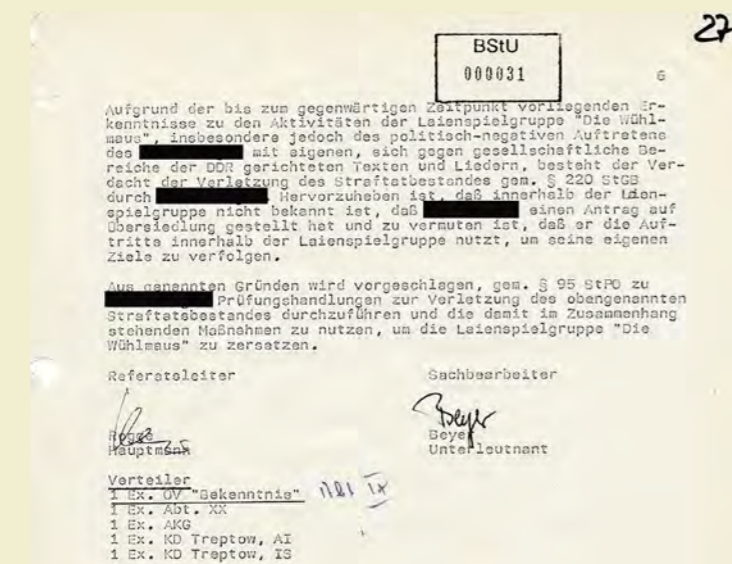 27
BStU
000031
6
Aufgrund der bis zum gegenwärtigen Zeitpunkt vorliegenden Er-
kenntnisse zu den Aktivitäten der Laienspielgruppe "Die Wühl-
maus", insbesondere jedoch des politisch-negativen Auftretens
des mit eigenen, sich gegen gesellschaftliche Be-
reiche der DDR gerichteten Texten und Liedern, besteht der Ver-
dacht der Verletzung des Straftatbestandes gem. § 220 StGB
durch . Hervorzuheben ist, daß innerhalb der Laien-
spielgruppe nicht bekannt ist, daß einen Antrag auf
Übersiedlung gestellt hat und zu vermuten ist, daß er die Auf-
tritte innerhalb der Laienspielgruppe nutzt, um seine eigenen
Ziele zu verfolgen.
Aus genannten Gründen wird vorgeschlagen, gem. § 95 StPO zu
Prüfungshandlungen zur Verletzung des obengenannten
Straftatsbestandes durchzuführen und die damit im Zusammenhang
stehenden Maßnahmen zu nutzen, um die Laienspielgruppe "Die
Wühlmaus" zu zersetzen.
Referatsleiter
Sachbearbeiter
Beyer
Hauptmann
Beyer
Unterleutnant
Verteiler
1 Ex. OV "Bekenntnis"
IX
1 Ex. Abt. XX
1 Ex. AKG
1 Ex. KD Treptow, AI
1 Ex. KD Treptow, IS